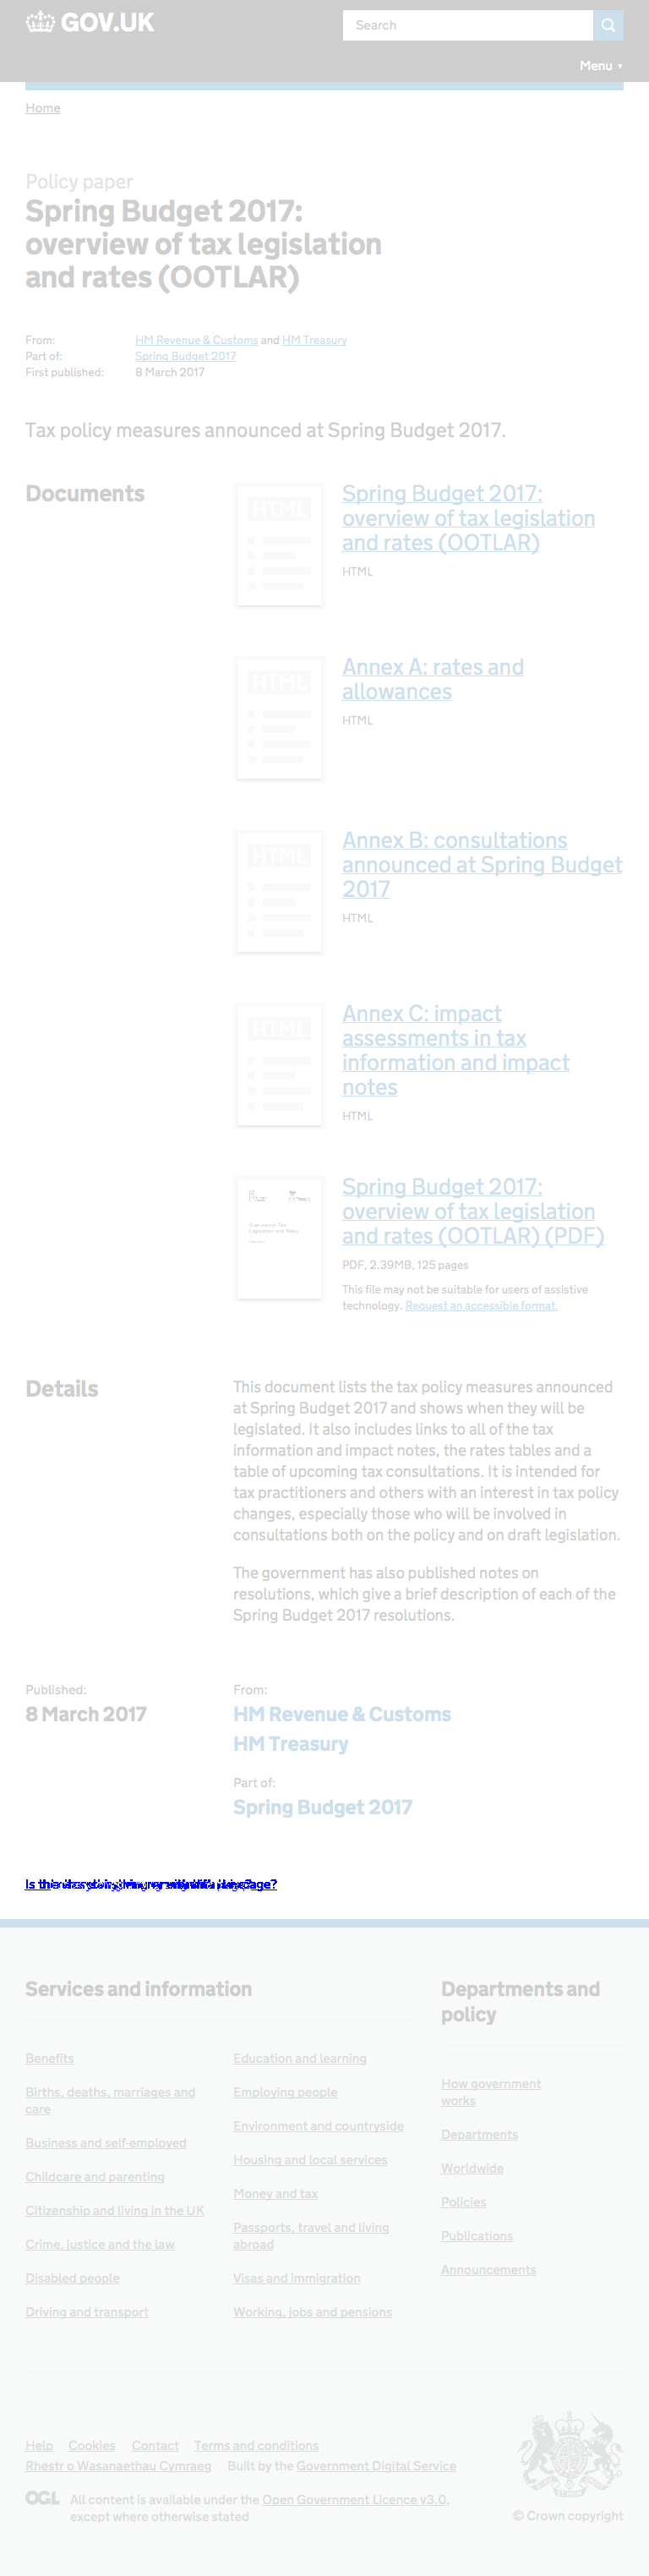 GOV.UK
Search
Menu ▼
Home
Policy paper
Spring Budget 2017:
overview of tax legislation
and rates (OOTLAR)
From: HM Revenue & Customs and HM Treasury
Part of: Spring Budget 2017
First published: 8 March 2017
Tax policy measures announced at Spring Budget 2017.
Documents
HTML
Spring Budget 2017:
overview of tax legislation
and rates (OOTLAR)
HTML
HTML
Annex A: rates and
allowances
HTML
HTML
Annex B: consultations
announced at Spring Budget
2017
HTML
HTML
Annex C: impact
assessments in tax
information and impact
notes
HTML
Spring Budget 2017:
overview of tax legislation
and rates (OOTLAR) (PDF)
PDF, 2.39MB, 125 pages
This file may not be suitable for users of assistive
technology. Request an accessible format.
Details
This document lists the tax policy measures announced
at Spring Budget 2017 and shows when they will be
legislated. It also includes links to all of the tax
information and impact notes, the rates tables and a
table of upcoming tax consultations. It is intended for
tax practitioners and others with an interest in tax policy
changes, especially those who will be involved in
consultations both on the policy and on draft legislation.
The government has also published notes on
resolutions, which give a brief description of each of the
Spring Budget 2017 resolutions.
Published:
8 March 2017
From:
HM Revenue & Customs
HM Treasury
Part of:
Spring Budget 2017
Services and information
Benefits
Births, deaths, marriages and
care
Business and self-employed
Childcare and parenting
Citizenship and living in the UK
Crime, justice and the law
Disabled people
Driving and transport
Education and learning
Employing people
Environment and countryside
Housing and local services
Money and tax
Passports, travel and living
abroad
Visas and immigration
Working, jobs and pensions
Departments and
policy
How government
works
Departments
Worldwide
Policies
Publications
Announcements
Help Cookies Contact Terms and conditions
Rhestr o Wasanaethau Cymraeg Built by the Government Digital Service
OGL All content is available under the Open Government Licence v3.0,
except where otherwise stated
© Crown copyright